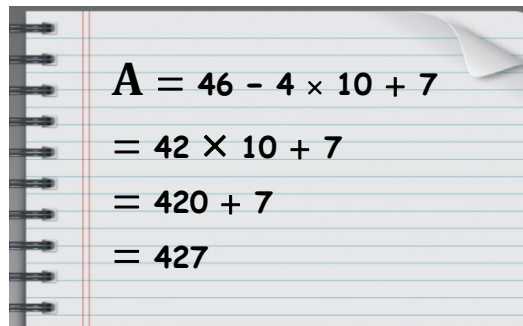 A = 46 - 4 × 10 + 7
= 42 × 10 + 7
= 420 + 7
= 427